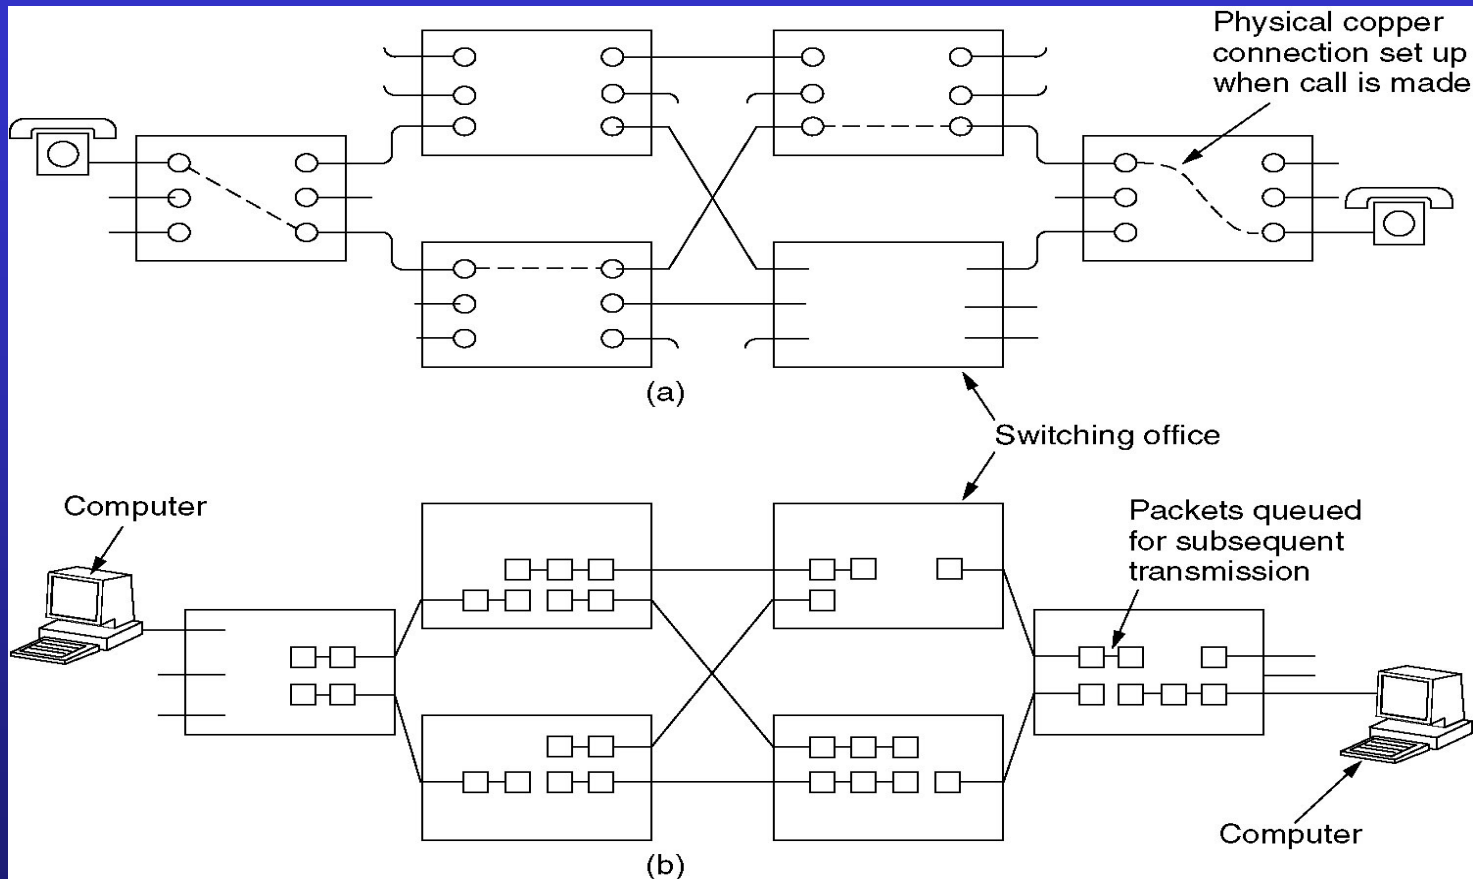 Physical copper
connection set up
when call is made
(a)
Switching office
Computer
Packets queued
for subsequent
transmission
Computer
(b)